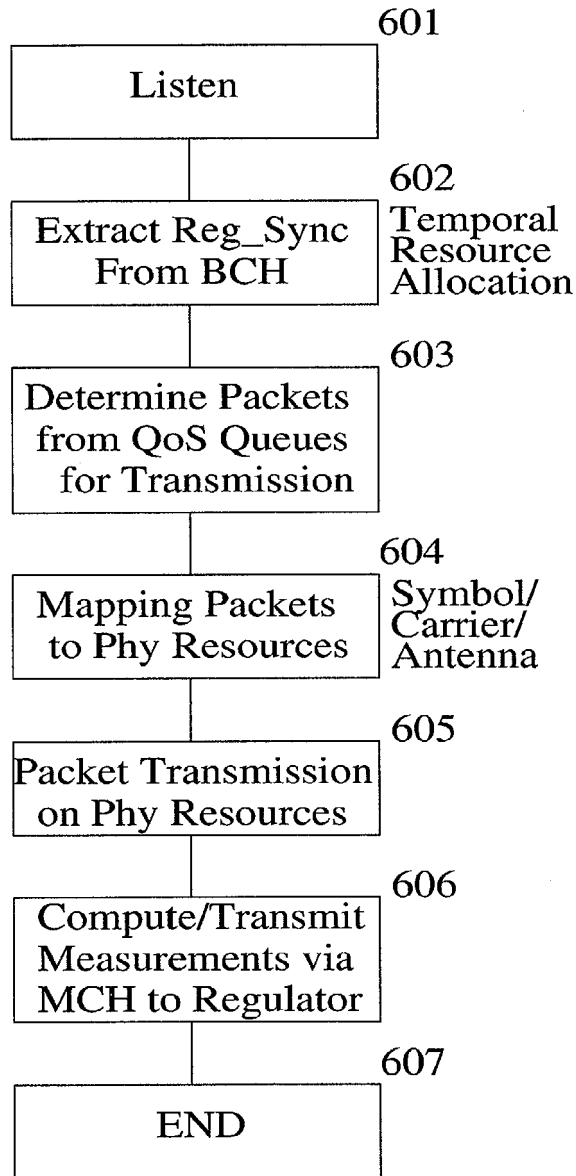 601
Listen
602
Extract Reg_Sync
From BCH
Temporal
Resource
Allocation
603
Determine Packets
from QoS Queues
for Transmission
604
Mapping Packets
to Phy Resources
Symbol/
Carrier/
Antenna
605
Packet Transmission
on Phy Resources
606
Compute/Transmit
Measurements via
MCH to Regulator
607
END